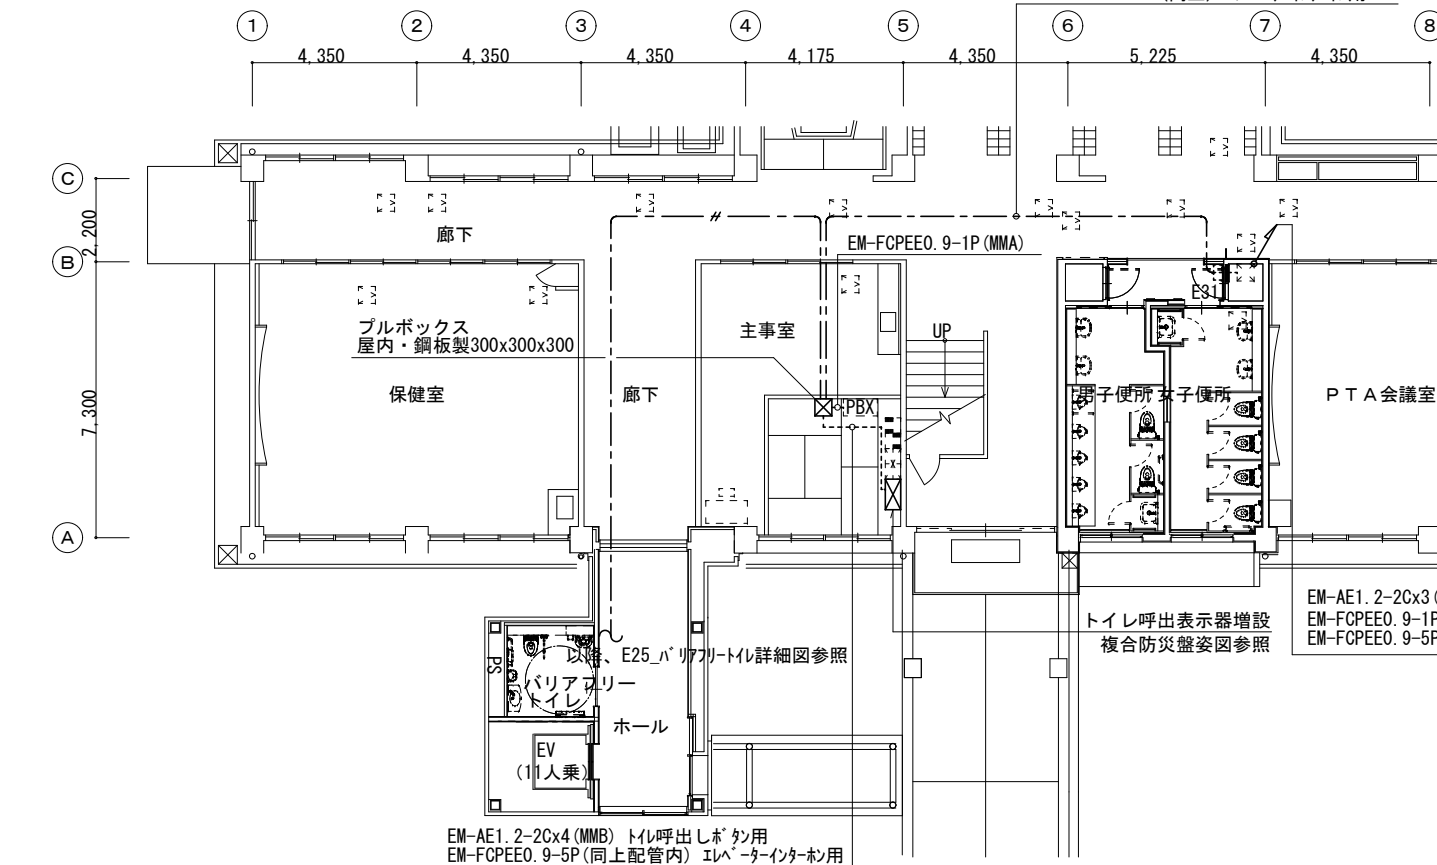 1 2 3 4 5 6 7 8
4,350 4,350 4,350 4,175 4,350 5,225 4,350
C
2,200
廊下
B
EM-FCPEE0.9-1P(MMA)
E31
プルボックス
屋内・鋼板製300x300x300
主事室
UP
7,300
保健室
廊下
PBX
男子便所
女子便所
PTA会議室
A
EM-AE1.2-2Cx3(
EM-FCPEE0.9-1P
EM-FCPEE0.9-5P
トイレ呼出表示器増設
複合防災盤姿図参照
以降、E25_バリアフリートイレ詳細図参照
PS
バリアフリー
トイレ
ホール
EV
(11人乗)
EM-AE1.2-2Cx4(MMB) トイレ呼出しボタン用
EM-FCPEE0.9-5P(同上配管内) エレベーターインターホン用